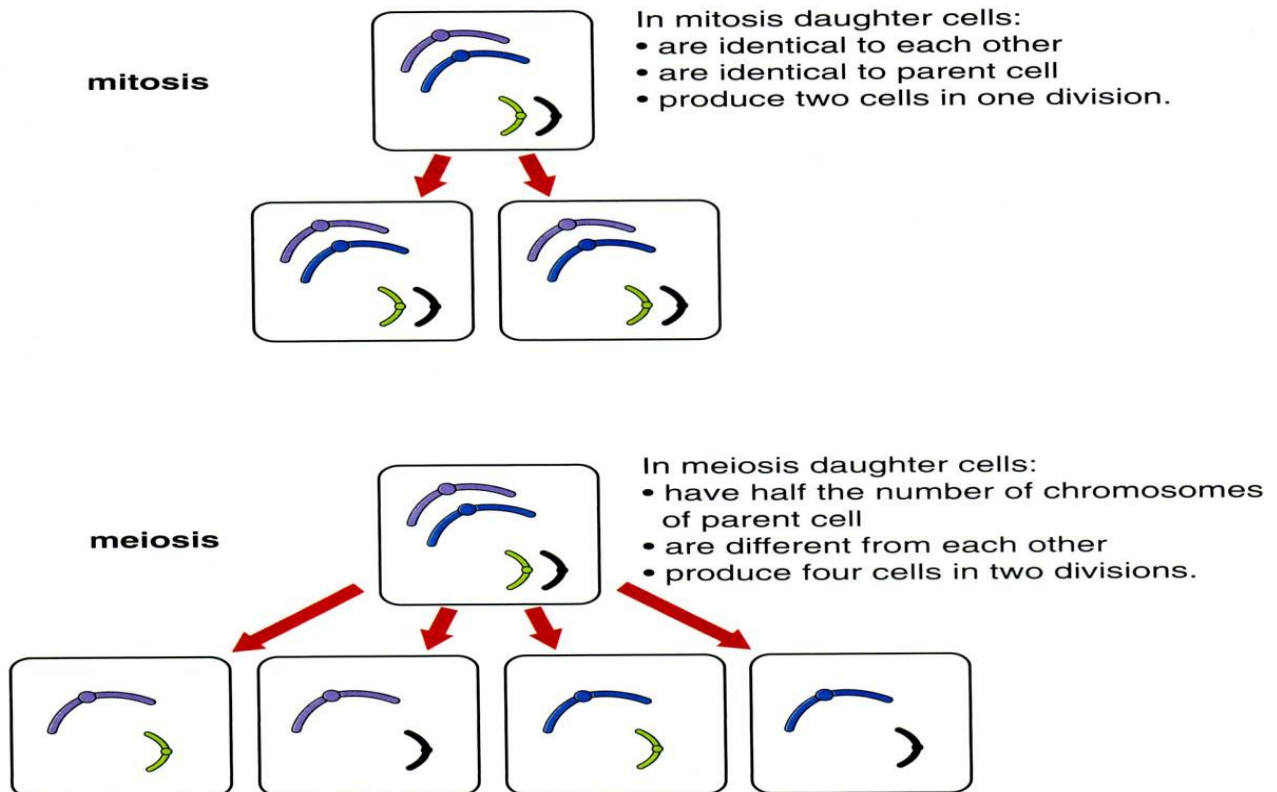 mitosis
In mitosis daughter cells:
• are identical to each other
• are identical to parent cell
• produce two cells in one division.
meiosis
In meiosis daughter cells:
• have half the number of chromosomes
of parent cell
• are different from each other
• produce four cells in two divisions.